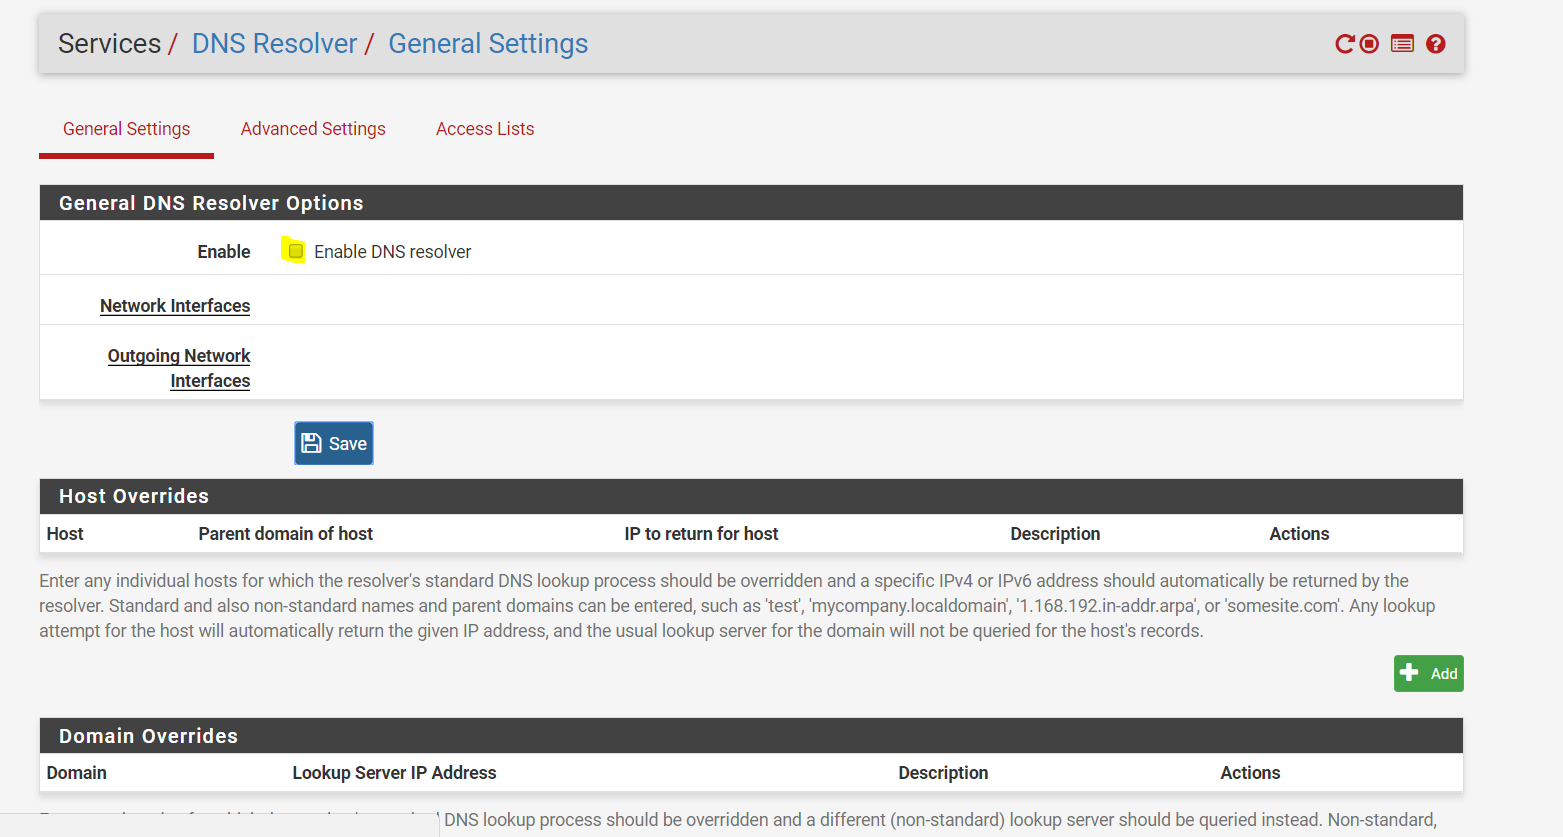 Services / DNS Resolver / General Settings
General Settings Advanced Settings Access Lists
General DNS Resolver Options
Enable Enable DNS resolver
Network Interfaces
Outgoing Network
Interfaces
Save
Host Overrides
Host Parent domain of host IP to return for host Description Actions
Enter any individual hosts for which the resolver's standard DNS lookup process should be overridden and a specific IPv4 or IPv6 address should automatically be returned by the
resolver. Standard and also non-standard names and parent domains can be entered, such as 'test', 'mycompany.localdomain', '1.168.192.in-addr.arpa', or 'somesite.com'. Any lookup
attempt for the host will automatically return the given IP address, and the usual lookup server for the domain will not be queried for the host's records.
Add
Domain Overrides
Domain Lookup Server IP Address Description Actions
DNS lookup process should be overridden and a different (non-standard) lookup server should be queried instead. Non-standard,